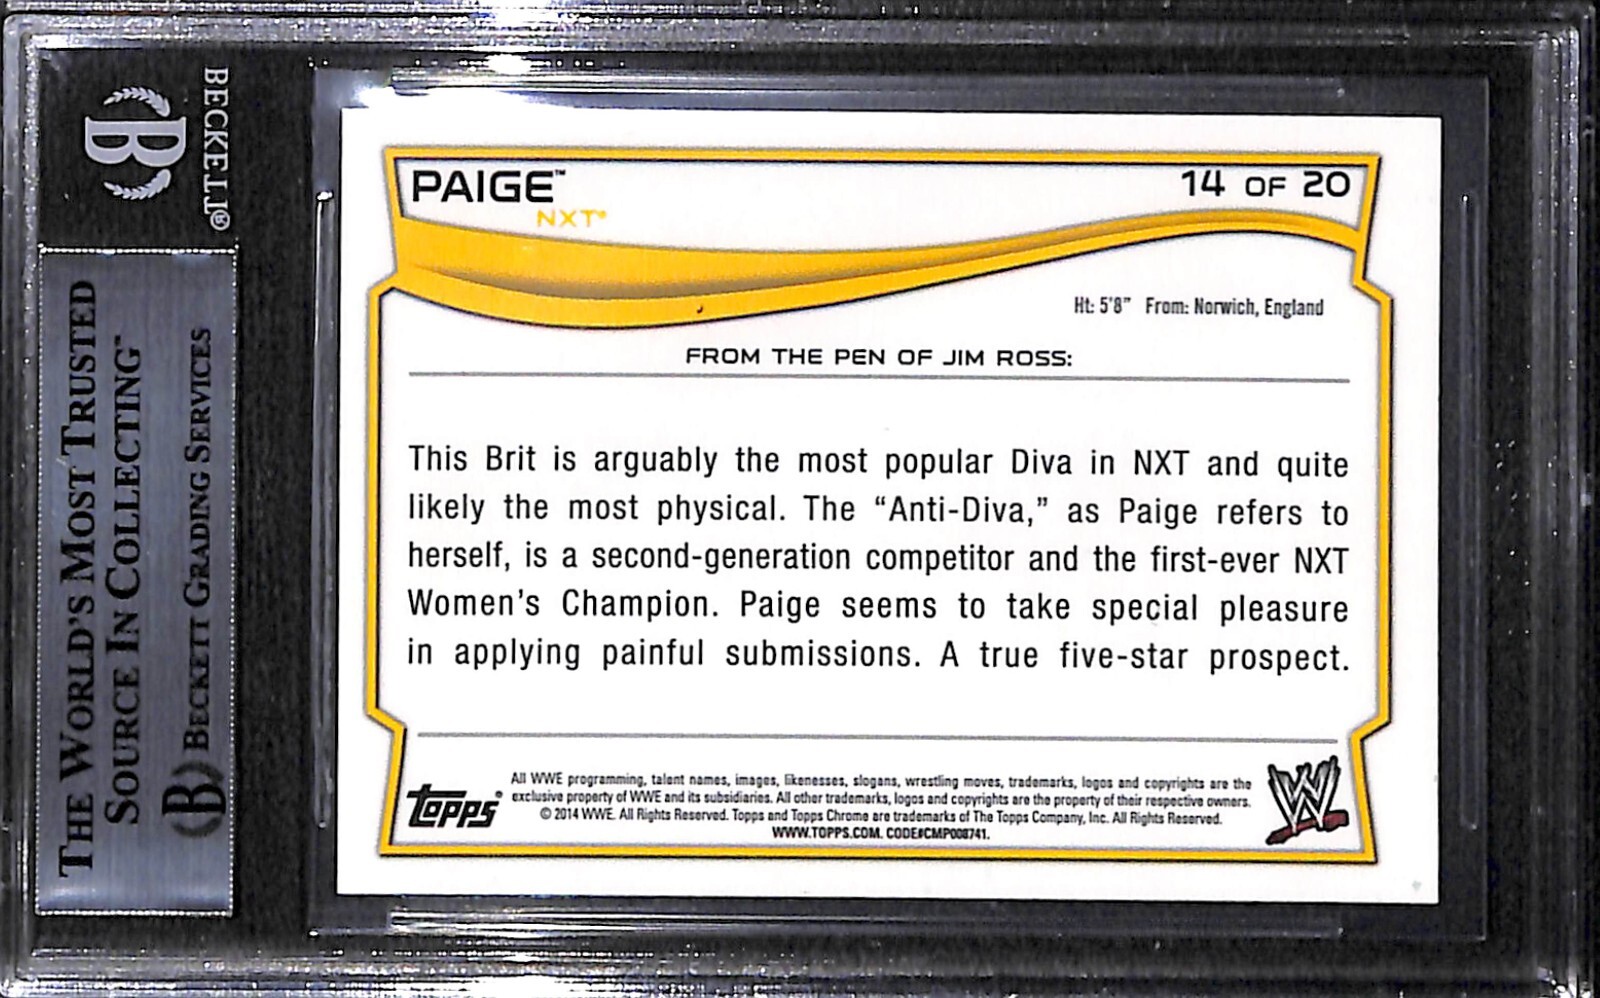 BECKETT®
B
THE WORLD'S MOST TRUSTED
SOURCE IN COLLECTING™
B BECKETT GRADING SERVICES
PAIGE™
14 OF 20
NXT®
Ht: 5'8" From: Norwich, England
FROM THE PEN OF JIM ROSS:
This Brit is arguably the most popular Diva in NXT and quite
likely the most physical. The “Anti-Diva,” as Paige refers to
herself, is a second-generation competitor and the first-ever NXT
Women's Champion. Paige seems to take special pleasure
in applying painful submissions. A true five-star prospect.
Topps®
All WWE programming, talent names, images, likenesses, slogans, wrestling moves, trademarks, logos and copyrights are the
exclusive property of WWE and its subsidiaries. All other trademarks, logos and copyrights are the property of their respective owners.
© 2014 WWE. All Rights Reserved. Topps and Topps Chrome are trademarks of The Topps Company, Inc. All Rights Reserved.
WWW.TOPPS.COM. CODE#CMP008741.
W